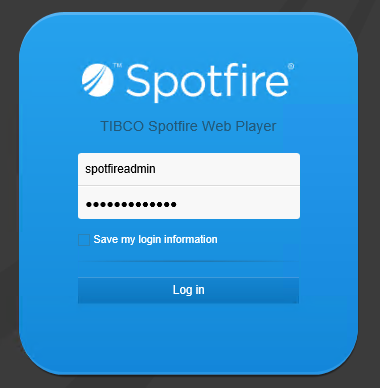 Spotfire®
TIBCO Spotfire Web Player
spotfireadmin
●●●●●●●●●●●●●
Save my login information
Log in